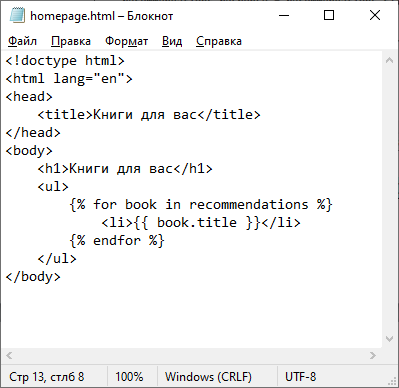 homepage.html – Блокнот
Файл Правка Формат Вид Справка
<!doctype html>
<html lang="en">
<head>
    <title>Книги для вас</title>
</head>
<body>
    <h1>Книги для вас</h1>
    <ul>
        {% for book in recommendations %}
            <li>{{ book.title }}</li>
        {% endfor %}
    </ul>
</body>
Стр 13, стлб 8 100% Windows (CRLF) UTF-8